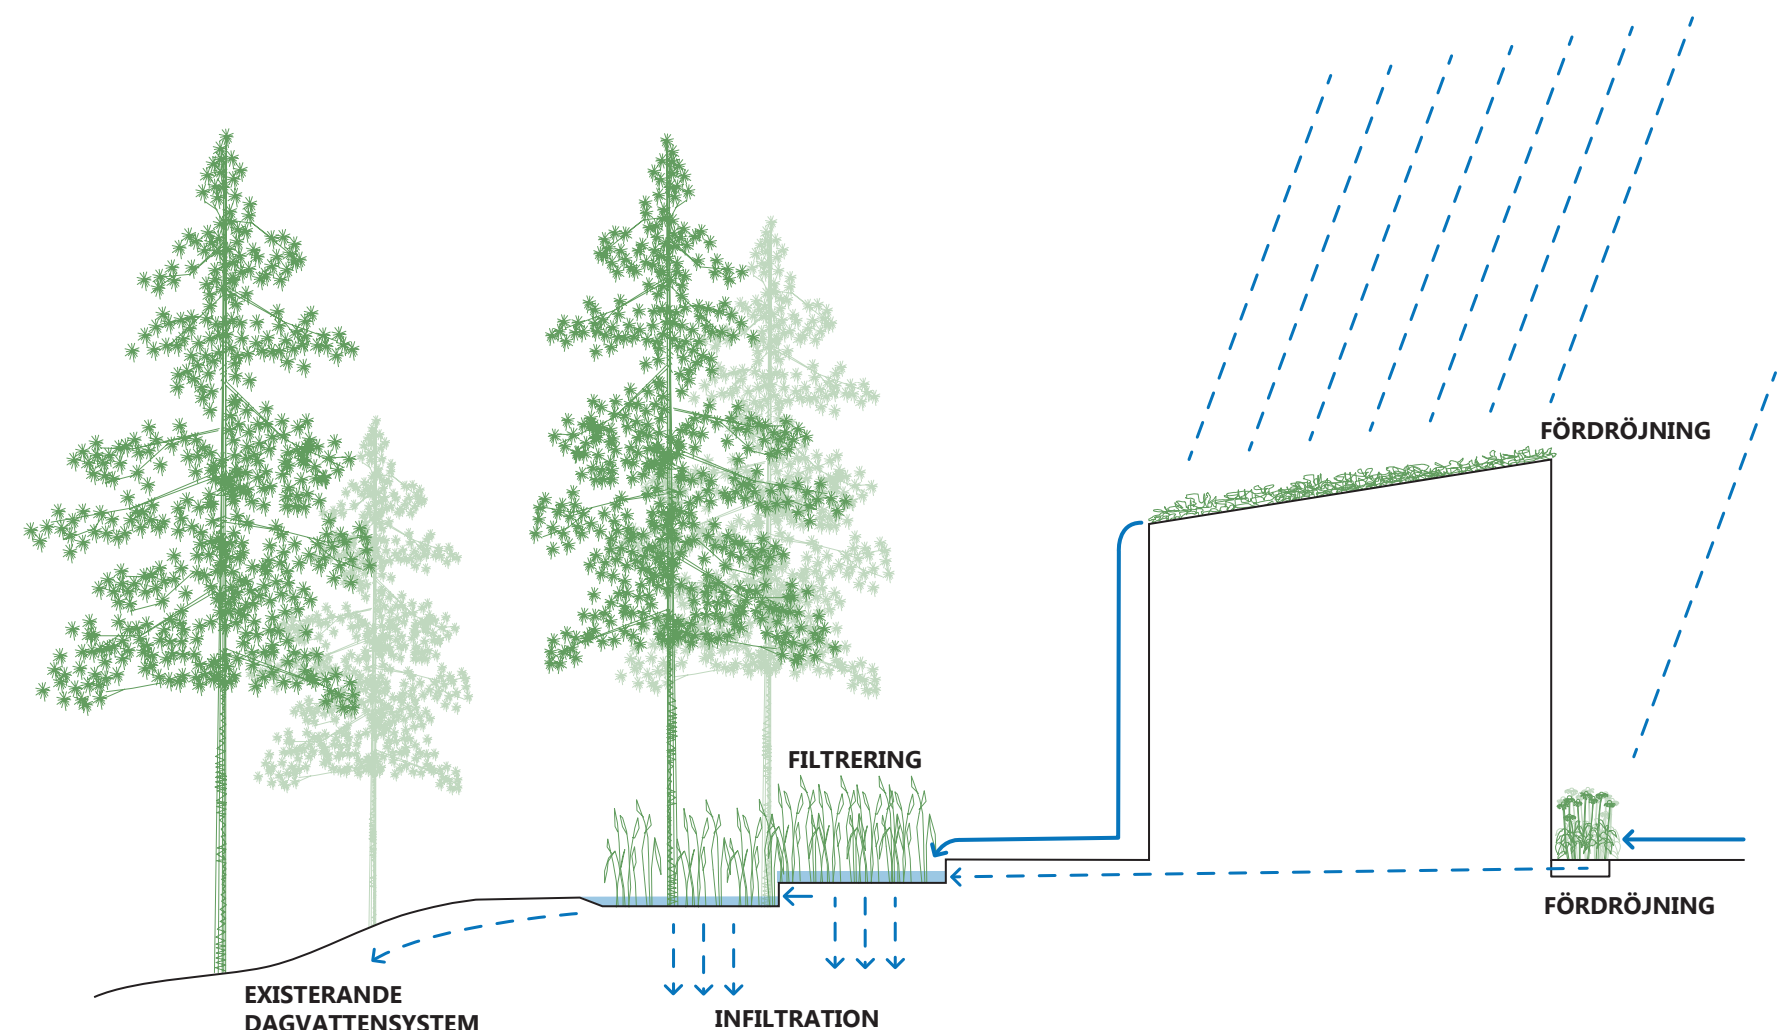 FÖRDRÖJNING
FILTRERING
FÖRDRÖJNING
EXISTERANDE
DAGVATTENSYSTEM
INFILTRATION